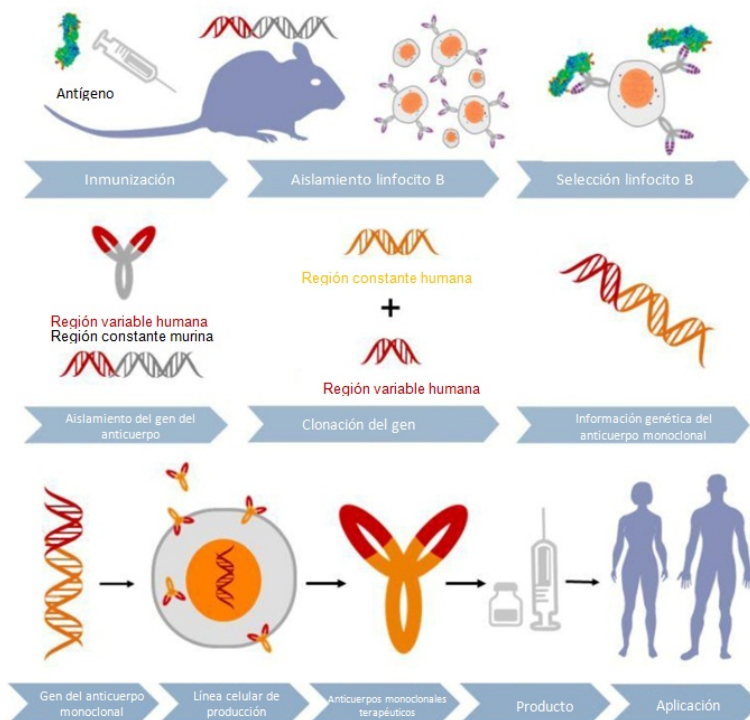 Antígeno
Inmunización
Aislamiento linfocito B
Selección linfocito B
Región variable humana
Región constante murina
Región constante humana
+
Región variable humana
Aislamiento del gen del
anticuerpo
Clonación del gen
Información genética del
anticuerpo monoclonal
Gen del anticuerpo
monoclonal
Línea celular de
producción
Anticuerpos monoclonales
terapéuticos
Producto
Aplicación